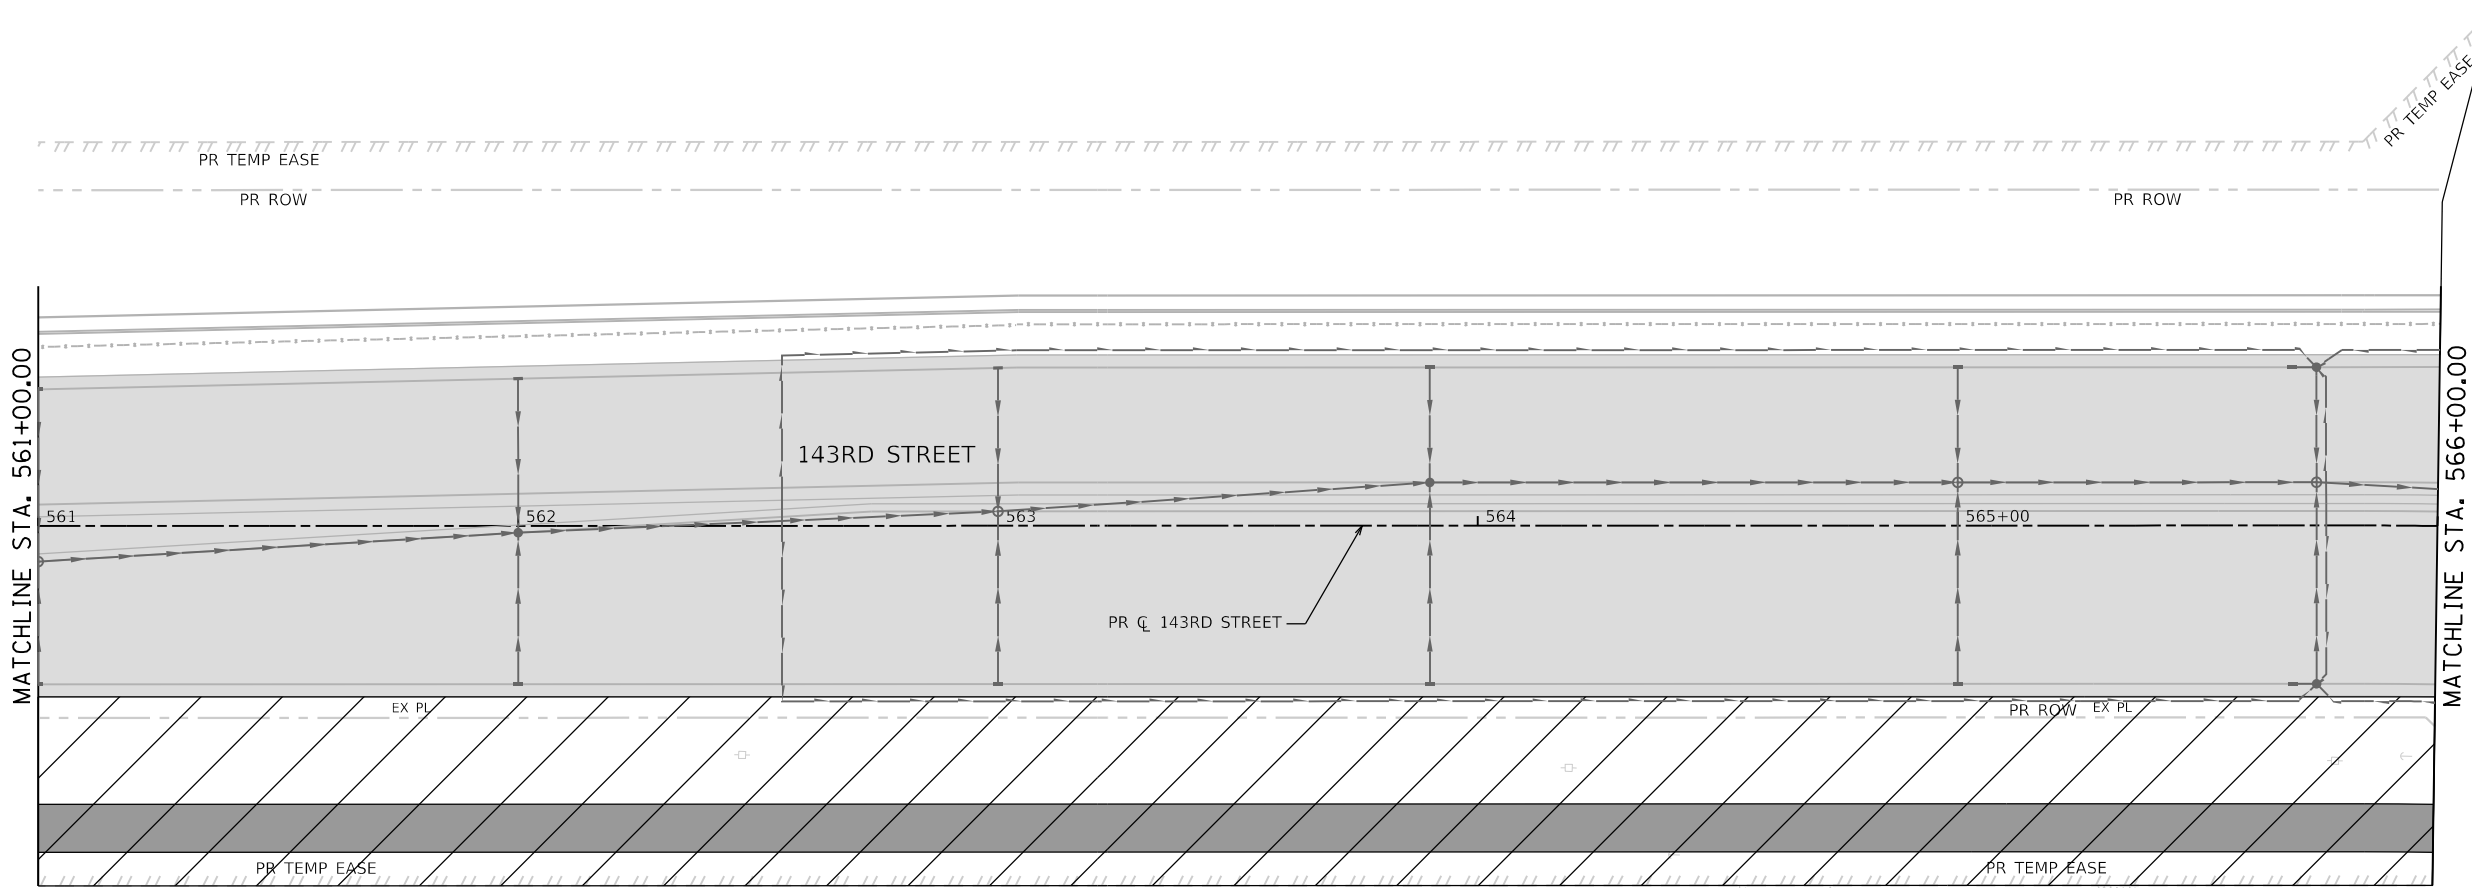 PR TEMP EASE
PR TEMP EASE
PR ROW
PR ROW
MATCHLINE STA. 561+00.00
MATCHLINE STA. 566+00.00
143RD STREET
561
562
563
564
565+00
PR ℄ 143RD STREET
EX PL
PR ROW
EX PL
PR TEMP EASE
PR TEMP EASE